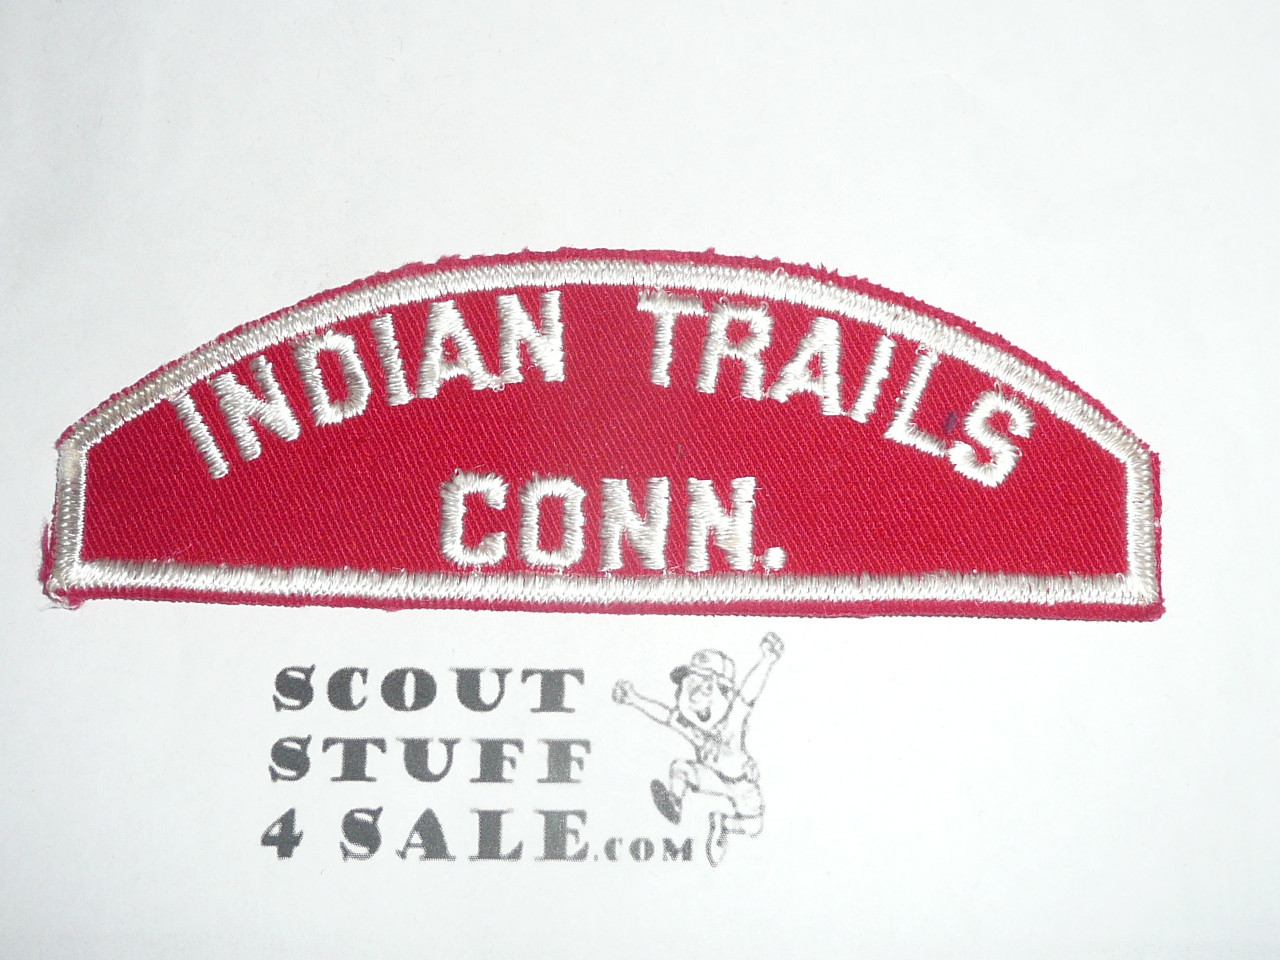 INDIAN TRAILS
CONN.
SCOUT
STUFF
4 SALE.COM